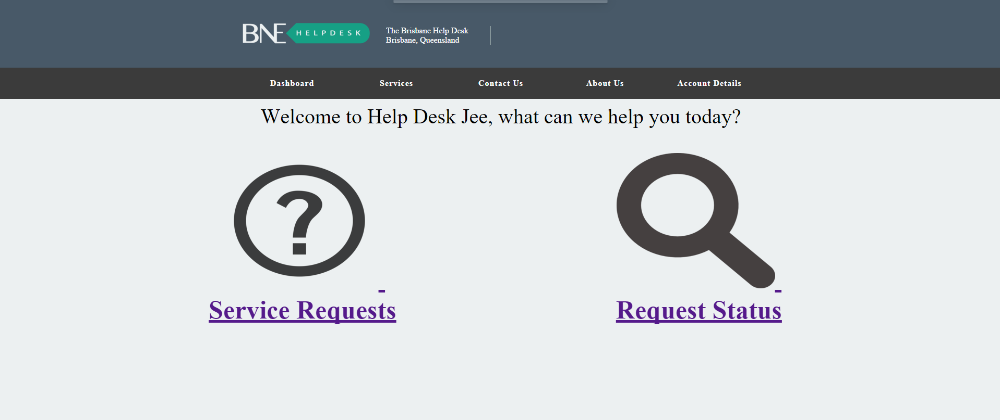 BNE HELPDESK
The Brisbane Help Desk
Brisbane, Queensland
Dashboard Services Contact Us About Us Account Details
Welcome to Help Desk Jee, what can we help you today?
?
Service Requests Request Status